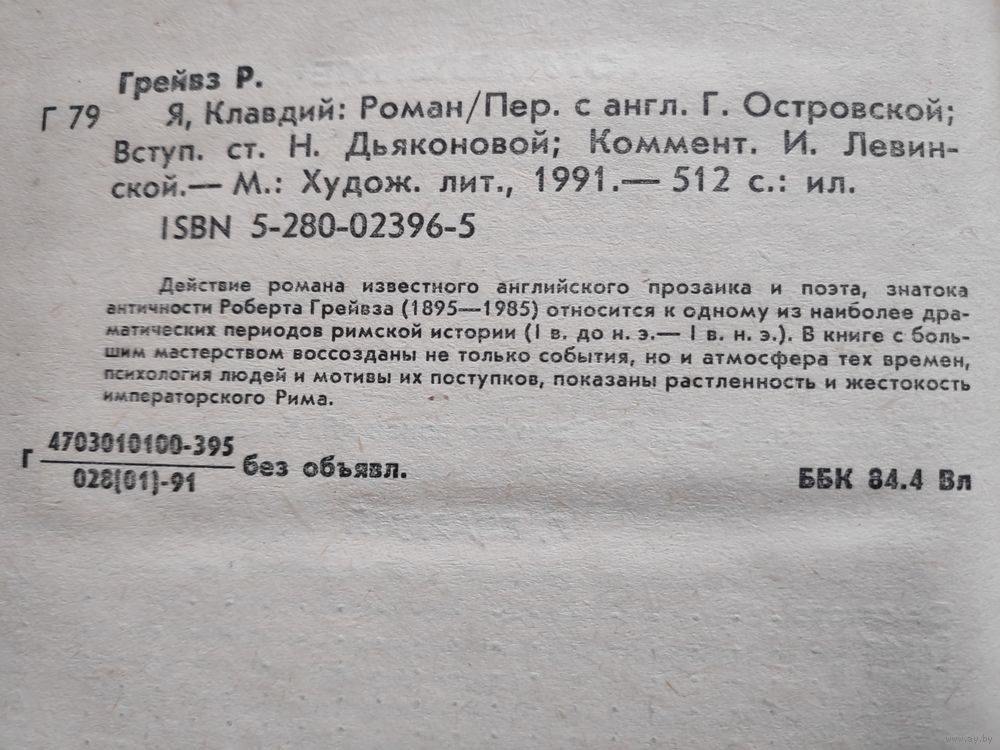 Грейвз Р.
Г 79 Я, Клавдий: Роман/Пер. с англ. Г. Островской;
Вступ. ст. Н. Дьяконовой; Коммент. И. Левин-
ской.— М.: Худож. лит., 1991.— 512 с.: ил.
ISBN 5-280-02396-5
Действие романа известного английского прозаика и поэта, знатока
античности Роберта Грейвза (1895—1985) относится к одному из наиболее дра-
матических периодов римской истории (I в. до н. э.— I в. н. э.). В книге с боль-
шим мастерством воссозданы не только события, но и атмосфера тех времен,
психология людей и мотивы их поступков, показаны растленность и жестокость
императорского Рима.
Г 4703010100-395
028(01)-91 без объявл.
ББК 84.4 Вл
www.ay.by